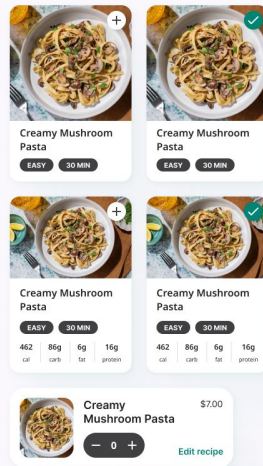 Creamy Mushroom
Pasta
EASY 30 MIN
Creamy Mushroom
Pasta
EASY 30 MIN
Creamy Mushroom
Pasta
EASY 30 MIN
462 86g 6g 16g
cal carb fat protein
Creamy Mushroom
Pasta
EASY 30 MIN
462 86g 6g 16g
cal carb fat protein
Creamy $7.00
Mushroom Pasta
− 0 +
Edit recipe